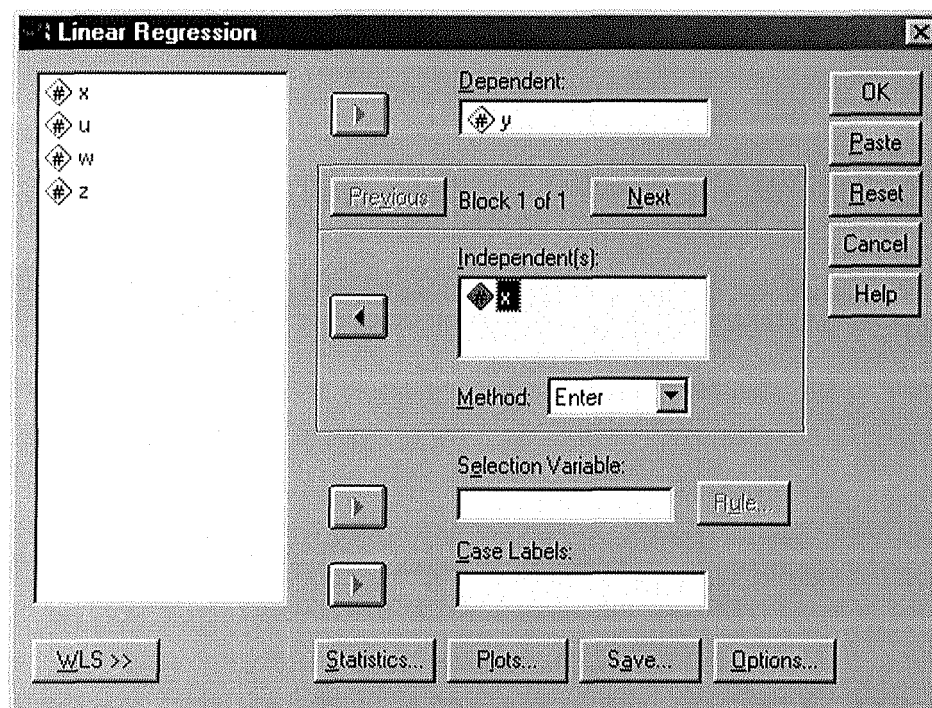 Linear Regression
# x
# u
# w
# z
Dependent:
# y
Previous Block 1 of 1 Next
Independent(s):
# x
Method: Enter
Selection Variable:
Rule...
Case Labels:
OK
Paste
Reset
Cancel
Help
WLS >> Statistics... Plots... Save... Options...